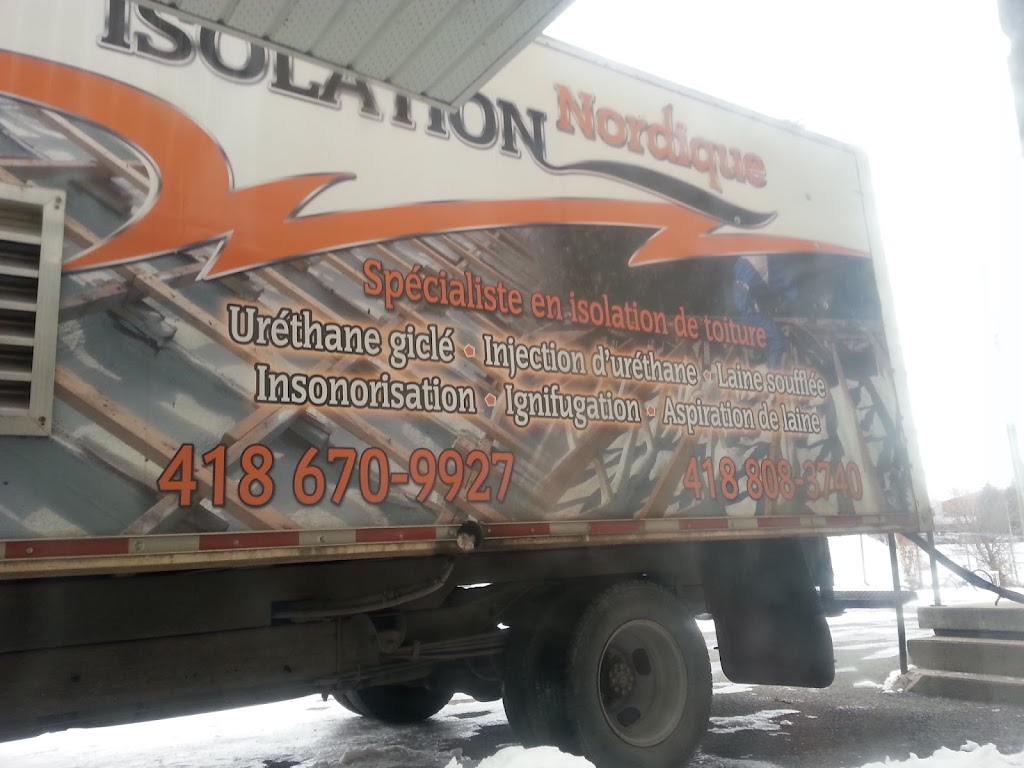 ISOLATION Nordique
Spécialiste en isolation de toiture
Uréthane giclé • Injection d'uréthane • Laine soufflée
Insonorisation • Ignifugation • Aspiration de laine
418 670-9927 418 808-3740